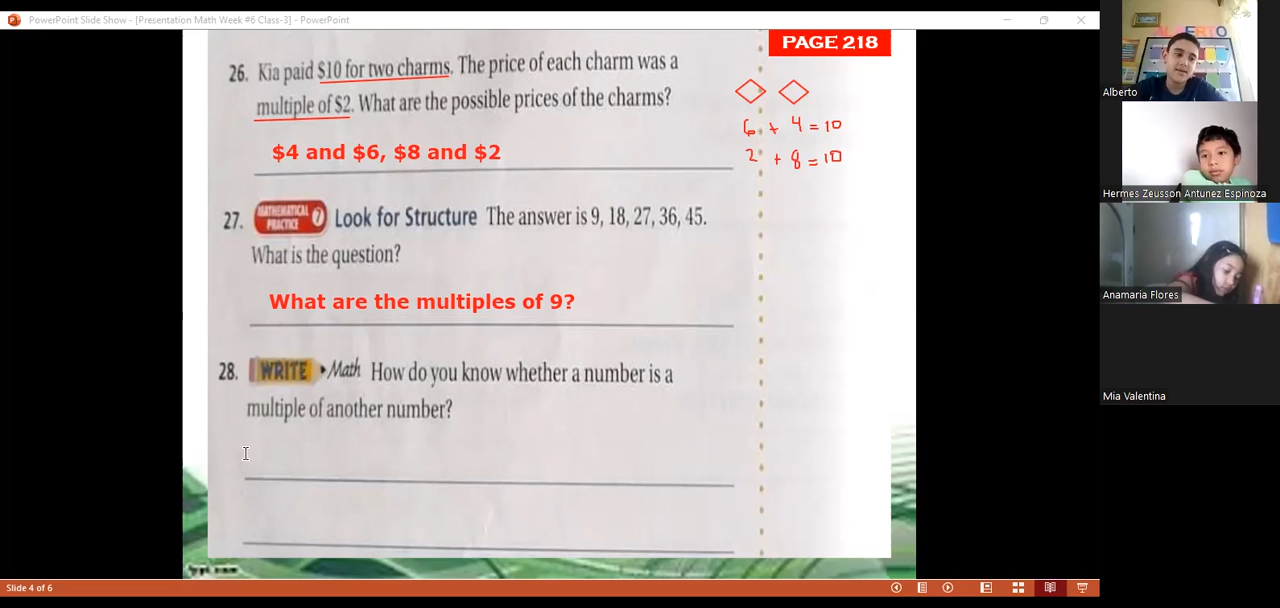 PowerPoint Slide Show - [Presentation Math Week #6 Class-3] - PowerPoint
PAGE 218
26. Kia paid $10 for two charms. The price of each charm was a
multiple of $2. What are the possible prices of the charms?
$4 and $6, $8 and $2
6 + 4 = 10
2 + 8 = 10
27. MATHEMATICAL PRACTICE 7 Look for Structure The answer is 9, 18, 27, 36, 45.
What is the question?
What are the multiples of 9?
28. WRITE Math How do you know whether a number is a
multiple of another number?
Slide 4 of 6
ALBERTO
Alberto
Hermes Zeusson Antunez Espinoza
Anamaria Flores
Mia Valentina